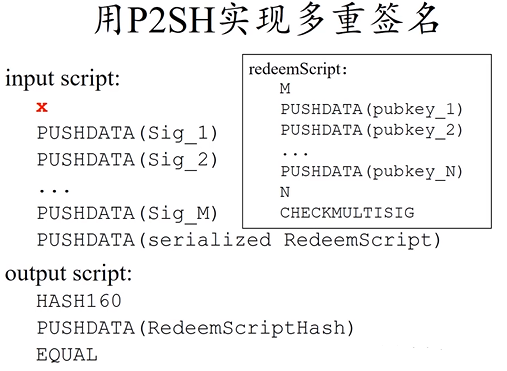 用P2SH实现多重签名
input script:
x
PUSHDATA(Sig_1)
PUSHDATA(Sig_2)
...
PUSHDATA(Sig_M)
PUSHDATA(serialized RedeemScript)
redeemScript:
M
PUSHDATA(pubkey_1)
PUSHDATA(pubkey_2)
...
PUSHDATA(pubkey_N)
N
CHECKMULTISIG
output script:
HASH160
PUSHDATA(RedeemScriptHash)
EQUAL